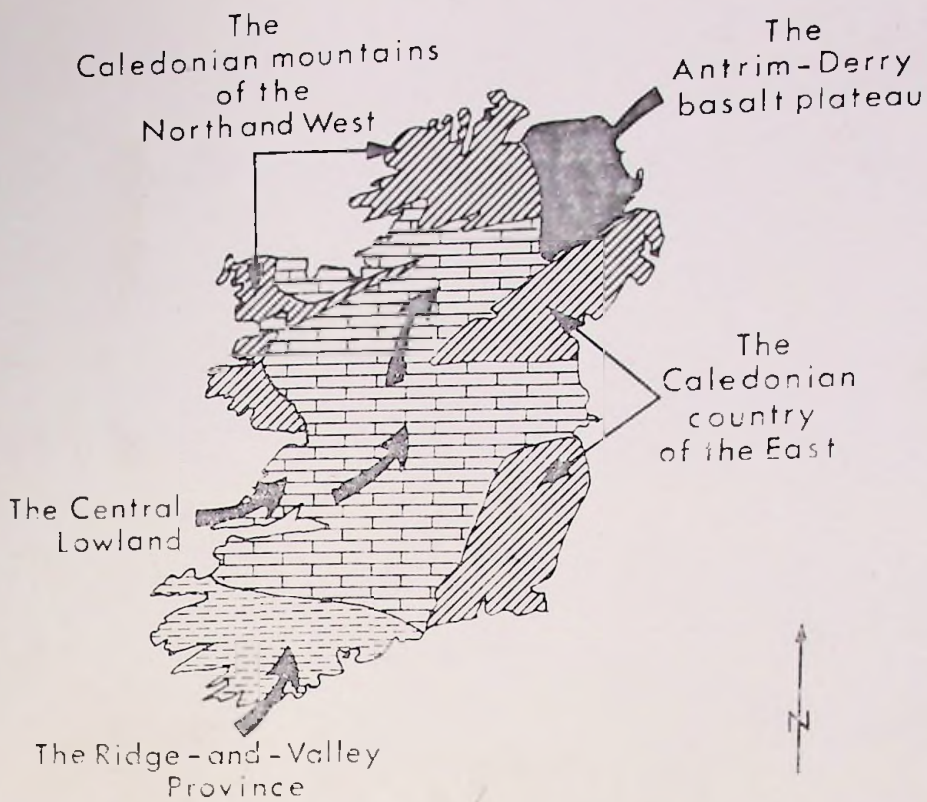 The
Caledonian mountains
of the
North and West
The
Antrim-Derry
basalt plateau
The
Caledonian
country
of the East
The Central
Lowland
The Ridge-and-Valley
Province
N